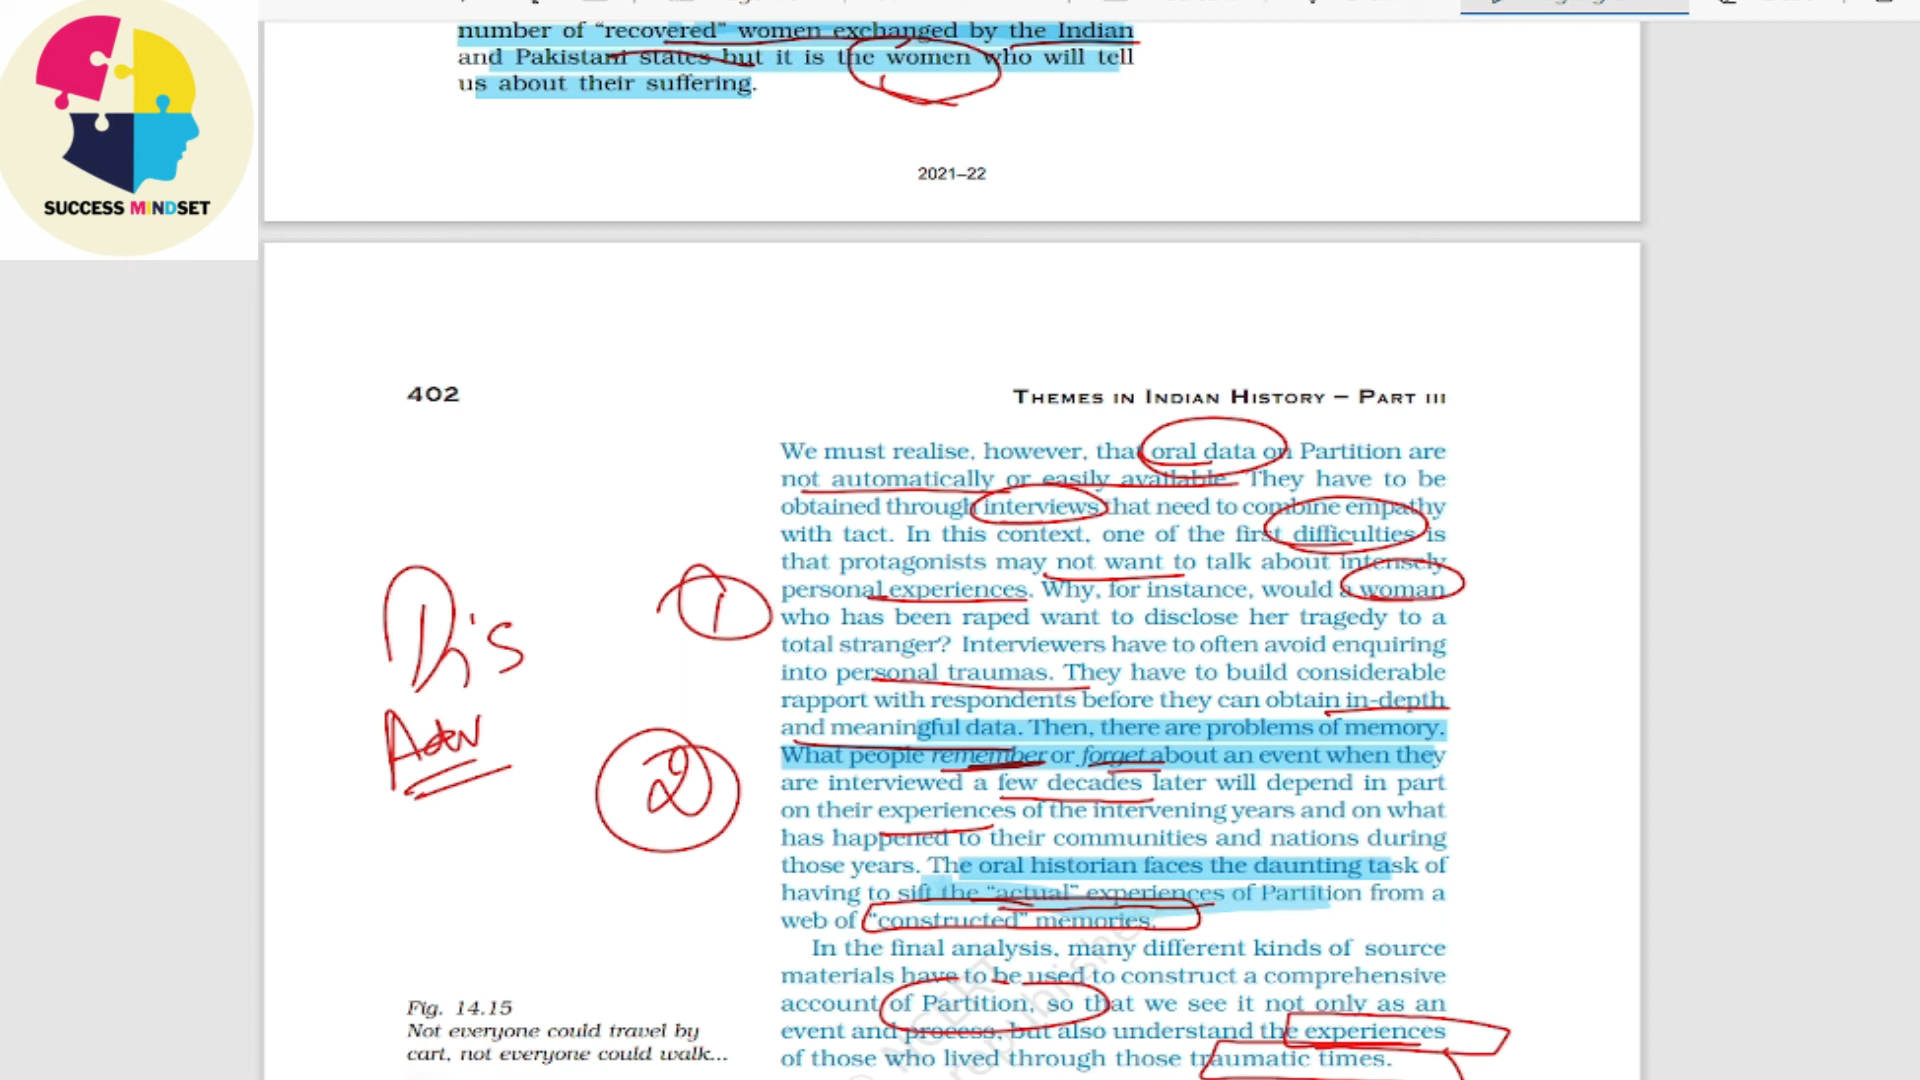 number of “recovered” women exchanged by the Indian
and Pakistani states but it is the women who will tell
us about their suffering.
SUCCESS MINDSET
2021–22
402
THEMES IN INDIAN HISTORY – PART III
We must realise, however, that oral data on Partition are
not automatically or easily available. They have to be
obtained through interviews that need to combine empathy
with tact. In this context, one of the first difficulties is
that protagonists may not want to talk about intensely
personal experiences. Why, for instance, would a woman
who has been raped want to disclose her tragedy to a
total stranger? Interviewers have to often avoid enquiring
into personal traumas. They have to build considerable
rapport with respondents before they can obtain in-depth
and meaningful data. Then, there are problems of memory.
What people remember or forget about an event when they
are interviewed a few decades later will depend in part
on their experiences of the intervening years and on what
has happened to their communities and nations during
those years. The oral historian faces the daunting task of
having to sift the “actual” experiences of Partition from a
web of “constructed” memories.
In the final analysis, many different kinds of source
materials have to be used to construct a comprehensive
account of Partition, so that we see it not only as an
event and process, but also understand the experiences
of those who lived through those traumatic times.
Dis
Adv
1
2
Fig. 14.15
Not everyone could travel by
cart, not everyone could walk...